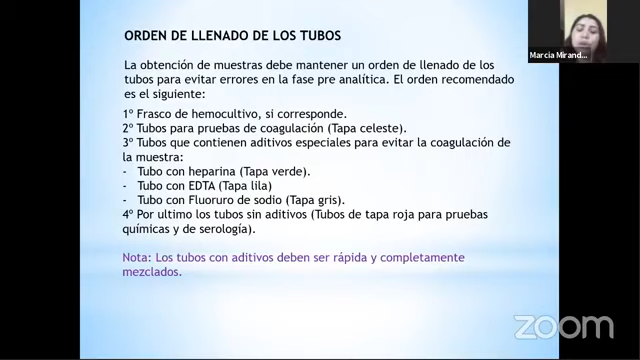 ORDEN DE LLENADO DE LOS TUBOS
La obtención de muestras debe mantener un orden de llenado de los
tubos para evitar errores en la fase pre analítica. El orden recomendado
es el siguiente:
1º Frasco de hemocultivo, si corresponde.
2º Tubos para pruebas de coagulación (Tapa celeste).
3º Tubos que contienen aditivos especiales para evitar la coagulación de
la muestra:
- Tubo con heparina (Tapa verde).
- Tubo con EDTA (Tapa lila)
- Tubo con Fluoruro de sodio (Tapa gris).
4º Por ultimo los tubos sin aditivos (Tubos de tapa roja para pruebas
químicas y de serología).
Nota: Los tubos con aditivos deben ser rápida y completamente
mezclados.
Marcia Mirand...
zoom